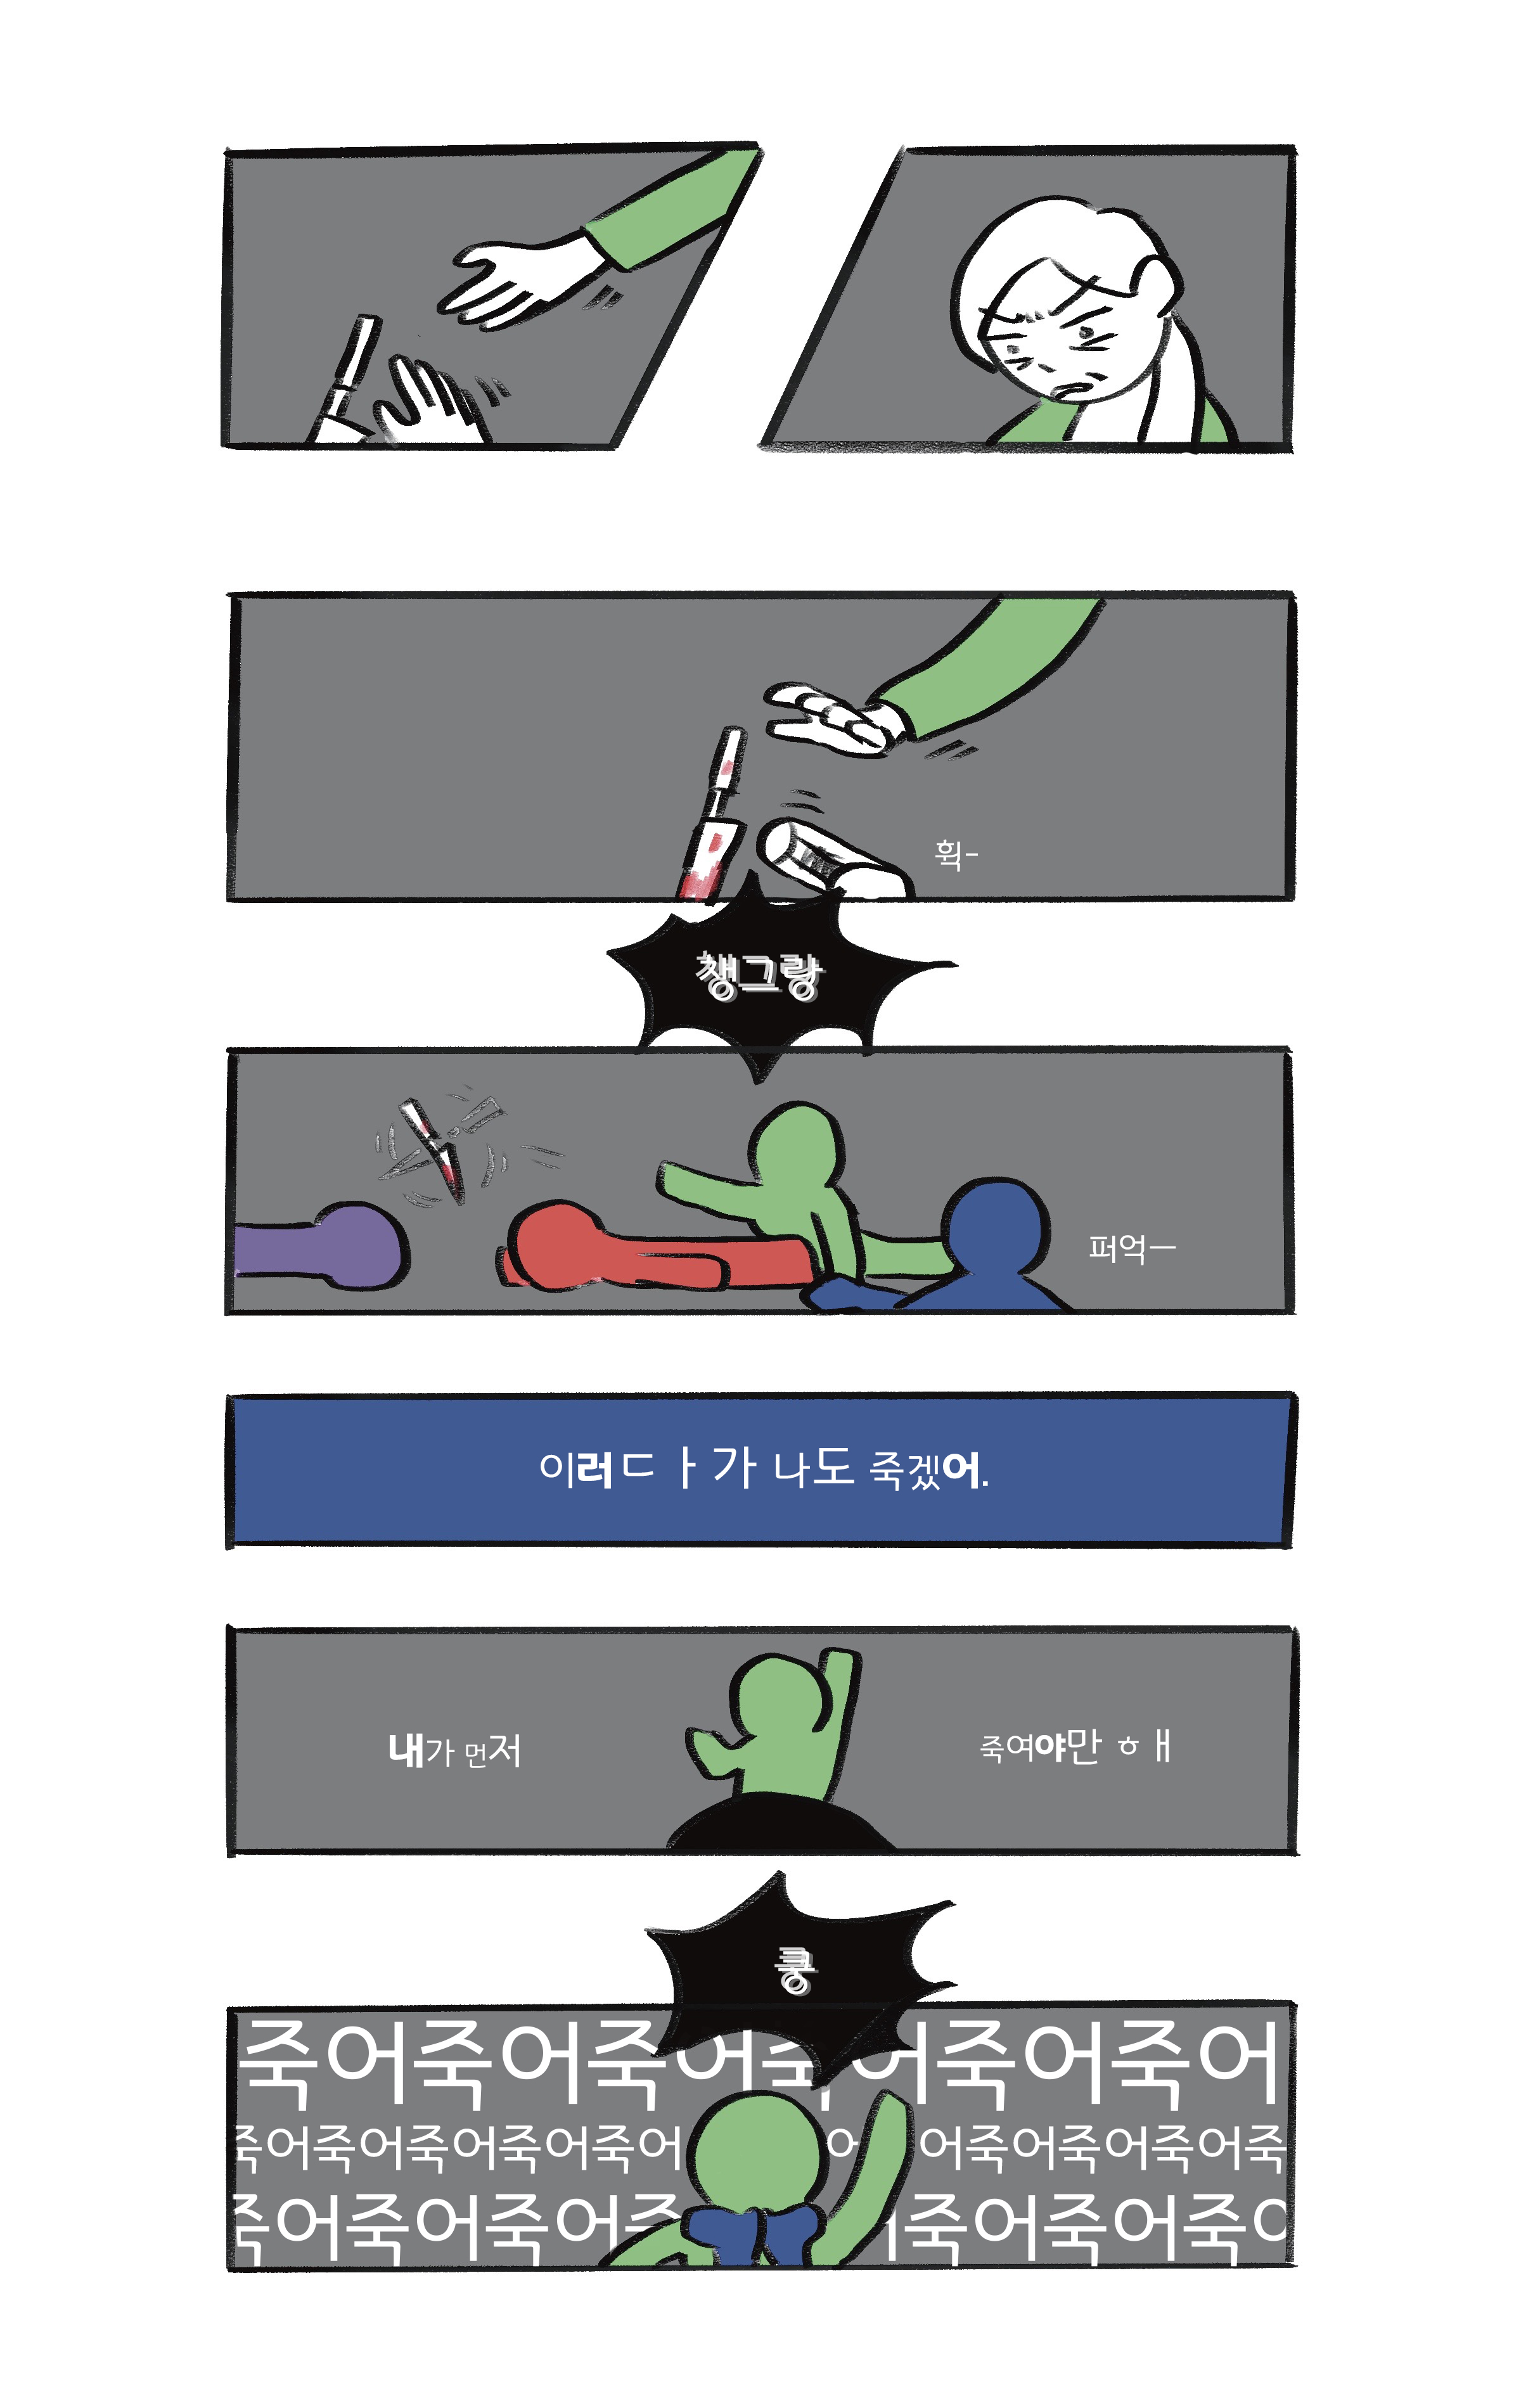 휙-
챙그랑
퍼억ㅡ
이러ㄷㅏ가 나도 죽겠어.
내가 먼저
죽여야만 ㅎㅐ
쿵
죽어죽어죽어죽어죽어죽어
죽어죽어죽어죽어죽어 어죽어죽어죽어죽
죽어죽어죽어죽 죽어죽어죽어